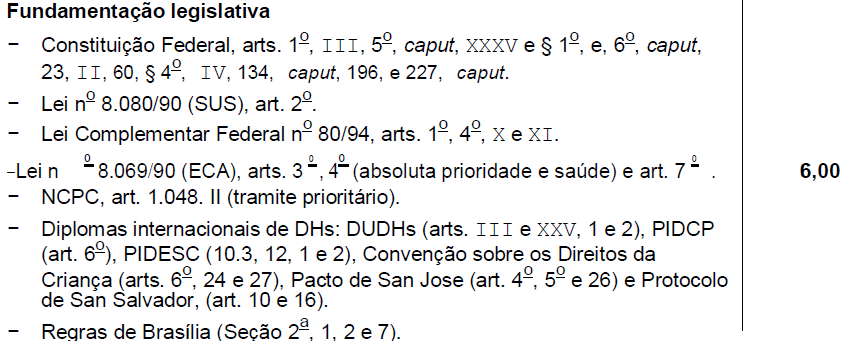 Fundamentação legislativa
− Constituição Federal, arts. 1º, III, 5º, caput, XXXV e § 1º, e, 6º, caput,
23, II, 60, § 4º, IV, 134, caput, 196, e 227, caput.
− Lei nº 8.080/90 (SUS), art. 2º.
− Lei Complementar Federal nº 80/94, arts. 1º, 4º, X e XI.
−Lei n º 8.069/90 (ECA), arts. 3 º , 4º (absoluta prioridade e saúde) e art. 7 º . 6,00
− NCPC, art. 1.048. II (tramite prioritário).
− Diplomas internacionais de DHs: DUDHs (arts. III e XXV, 1 e 2), PIDCP
(art. 6º), PIDESC (10.3, 12, 1 e 2), Convenção sobre os Direitos da
Criança (arts. 6º, 24 e 27), Pacto de San Jose (art. 4º, 5º e 26) e Protocolo
de San Salvador, (art. 10 e 16).
− Regras de Brasília (Seção 2ª, 1, 2 e 7).